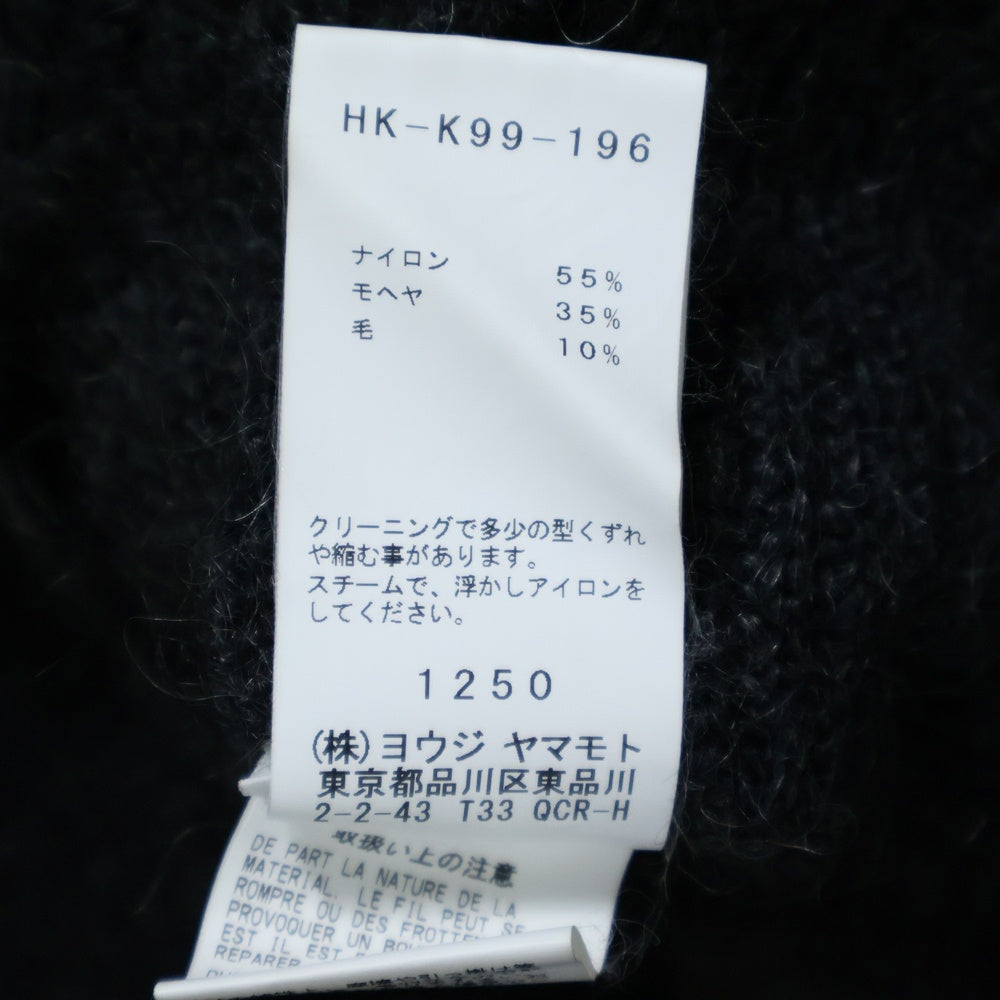 HK-K99-196
ナイロン 55%
モヘヤ 35%
毛 10%
クリーニングで多少の型くずれ
や縮む事があります。
スチームで、浮かしアイロンを
してください。
1250
(株)ヨウジ ヤマモト
東京都品川区東品川
2-2-43 T33 QCR-H
取扱い上の注意
DE PART LA NATURE DE LA
MATERIAL. LE FIL PEUT SE
ROMPRE OU DES FROTTE
PROVOQUER UN BOU
EST IL EST
REPARER